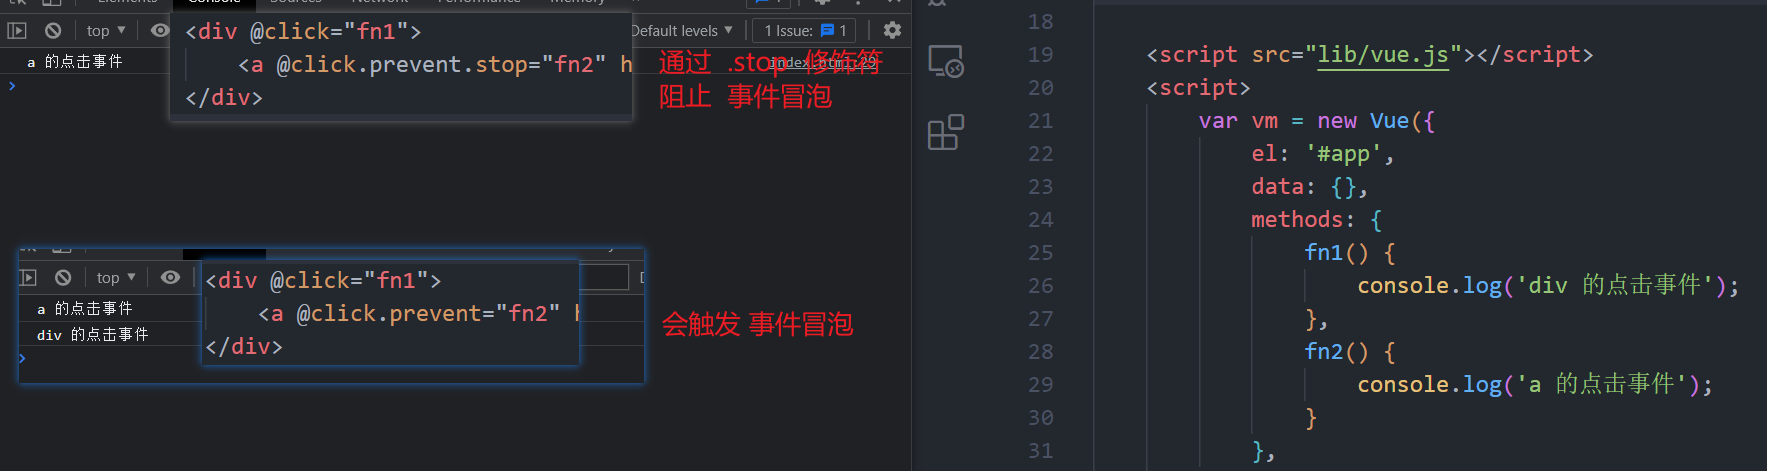 top ▼
Default levels ▼
1 Issue: 1
a 的点击事件
index.html:29
<div @click="fn1">
<a @click.prevent.stop="fn2" h
</div>
通过 .stop 修饰符
阻止 事件冒泡
top ▼
a 的点击事件
div 的点击事件
<div @click="fn1">
<a @click.prevent="fn2" h
</div>
会触发 事件冒泡
18
19 <script src="lib/vue.js"></script>
20 <script>
21 var vm = new Vue({
22 el: '#app',
23 data: {},
24 methods: {
25 fn1() {
26 console.log('div 的点击事件');
27 },
28 fn2() {
29 console.log('a 的点击事件');
30 }
31 },